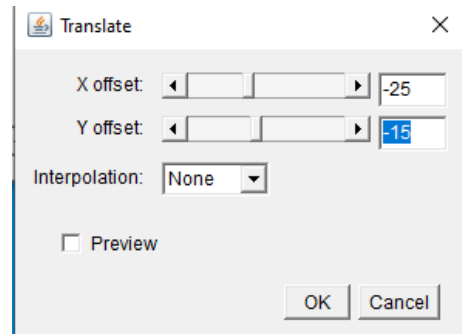 Translate
X offset: -25
Y offset: -15
Interpolation: None
Preview
OK Cancel